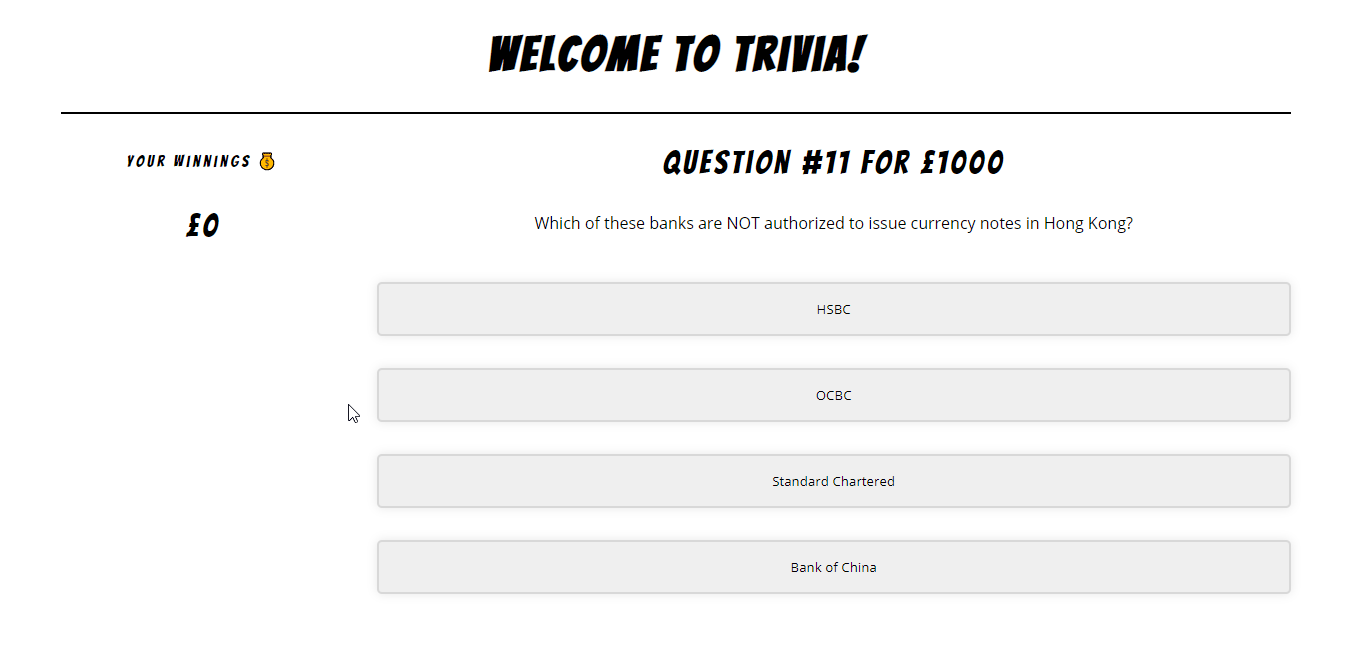 WELCOME TO TRIVIA!
YOUR WINNINGS 💰
£0
QUESTION #11 FOR £1000
Which of these banks are NOT authorized to issue currency notes in Hong Kong?
HSBC
OCBC
Standard Chartered
Bank of China